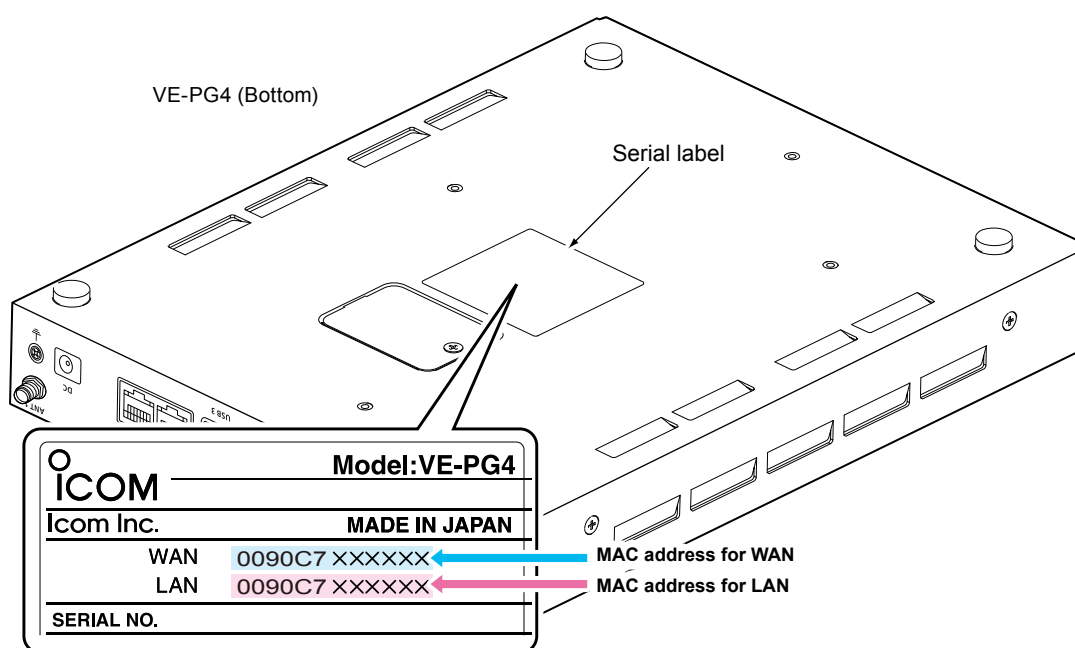 VE-PG4 (Bottom)
Serial label
DC
ANT 1
USB 3
ICOM
Model:VE-PG4
Icom Inc.
MADE IN JAPAN
WAN 0090C7 XXXXXX MAC address for WAN
LAN 0090C7 XXXXXX MAC address for LAN
SERIAL NO.